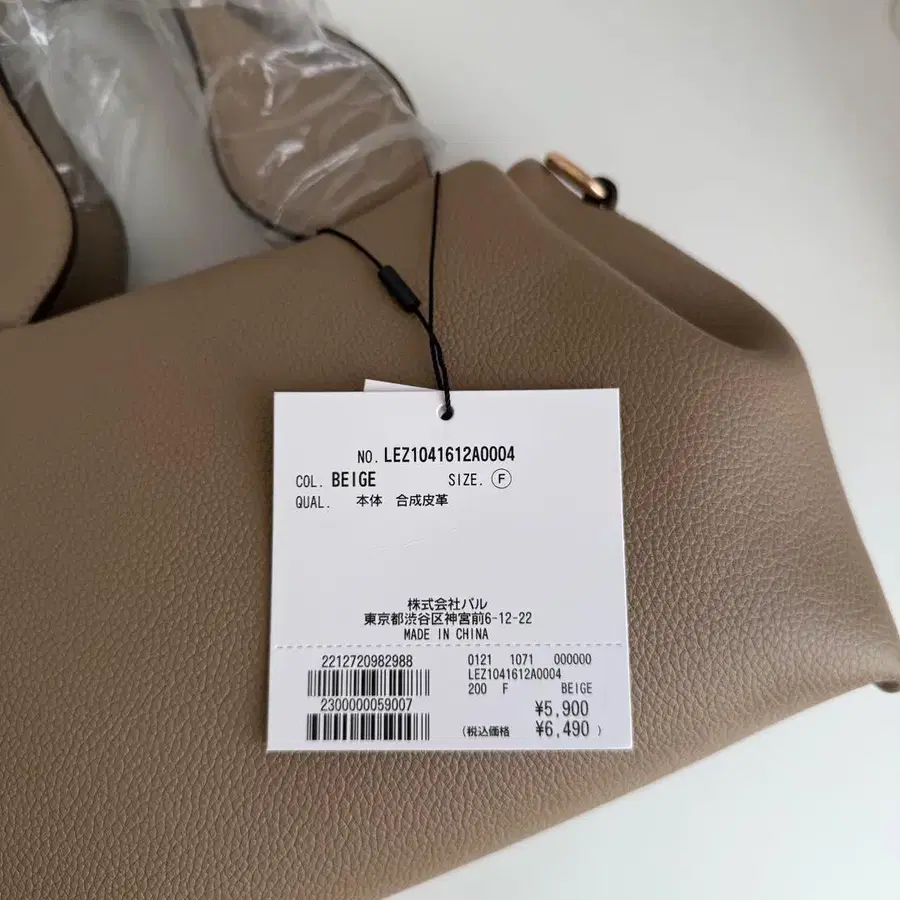 NO. LEZ1041612A0004
COL. BEIGE SIZE. F
QUAL. 本体 合成皮革
株式会社バル
東京都渋谷区神宮前6-12-22
MADE IN CHINA
2212720982988
2300000059007
0121 1071 000000
LEZ1041612A0004
200 F BEIGE
¥5,900
(税込価格 ¥6,490 )